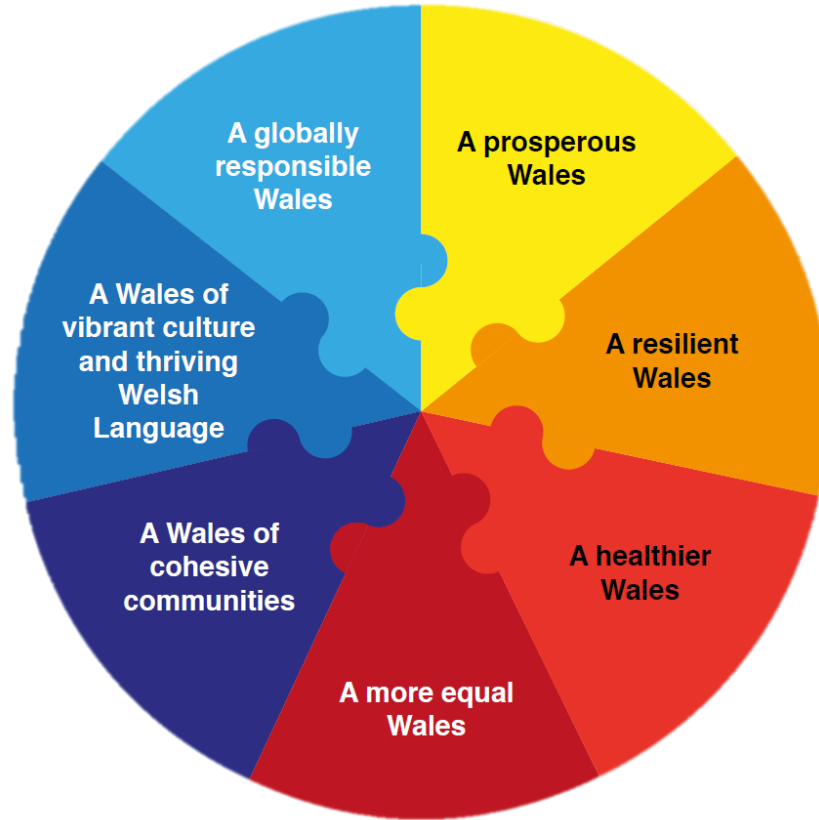 A globally
responsible
Wales
A prosperous
Wales
A resilient
Wales
A healthier
Wales
A more equal
Wales
A Wales of
cohesive
communities
A Wales of
vibrant culture
and thriving
Welsh
Language